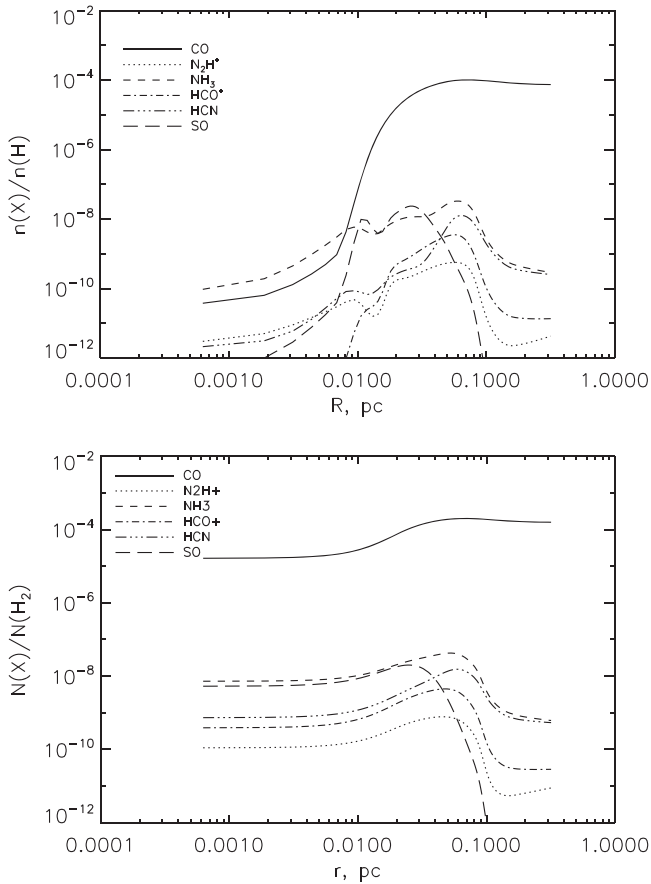 10⁻²
10⁻⁴
10⁻⁶
10⁻⁸
10⁻¹⁰
10⁻¹²
n(X)/n(H)
CO
N₂H⁺
NH₃
HCO⁺
HCN
SO
0.0001 0.0010 0.0100 0.1000 1.0000
R, pc
10⁻²
10⁻⁴
10⁻⁶
10⁻⁸
10⁻¹⁰
10⁻¹²
N(X)/N(H₂)
CO
N2H+
NH3
HCO+
HCN
SO
0.0001 0.0010 0.0100 0.1000 1.0000
r, pc